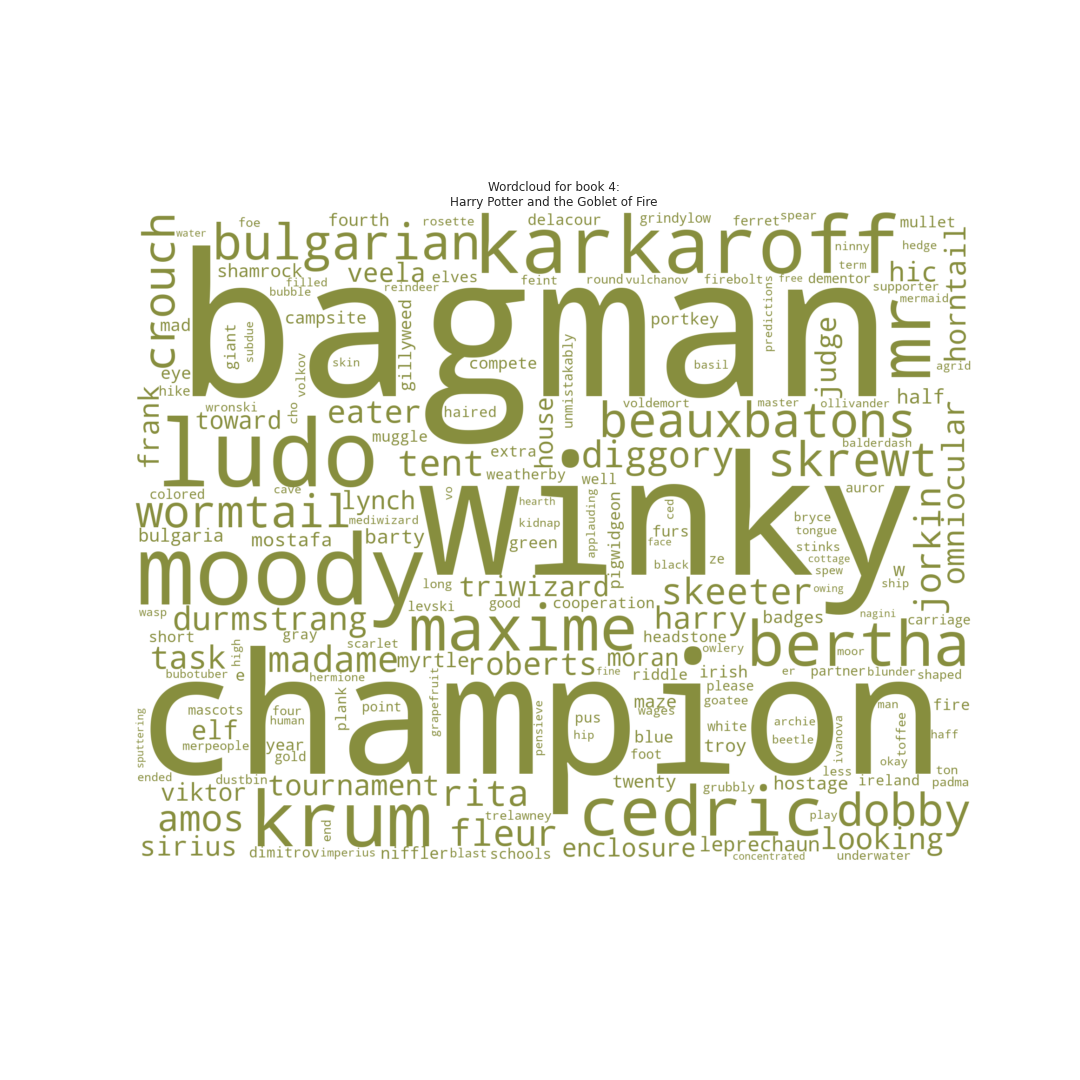 Wordcloud for book 4:
Harry Potter and the Goblet of Fire
water
foe
fourth
rosette
delacour
grindylow
ferret
spear
mullet
bulgarian
karkaroff
ninny
hedge
crouch
shamrock
veela
elves
feint
round
vulchanov
firebolts
free
term
dementor
hic
supporter
mermaid
horntail
filled
bubble
reindeer
bagman
mad
campsite
gillyweed
portkey
predictions
judge
mr
giant
subdue
eye
volkov
skin
compete
unmistakably
basil
agrid
hike
frank
wronski
cho
toward
eater
haired
house
voldemort
master
ollivander
half
beauxbatons
ludo
muggle
extra
balderdash
tent
diggory
skrewt
omniocular
weatherby
well
colored
cave
lynch
vo
hearth
applauding
pigwidgeon
ced
auror
jorkin
wormtail
mediwizard
kidnap
winky
bryce
tongue
bulgaria
mostafa
barty
green
furs
face
stinks
moody
black
ze
cottage
spew
w
long
triwizard
skeeter
owing
ship
wasp
durmstrang
levski
good
cooperation
harry
badges
nagini
carriage
short
gray
scarlet
maxime
headstone
bertha
task
high
madame
myrtle
roberts
moran
owlery
irish
er
moor
partner
blunder
shaped
bubotuber
e
hermione
fine
riddle
please
champion
mascots
four
human
plank
point
grapefruit
pensieve
pus
hip
maze
wages
goatee
man
fire
sputtering
elf
merpeople
year
gold
blue
foot
white
troy
archie
beetle
ivanova
toffee
haff
okay
ended
dustbin
less
ton
viktor
tournament
rita
twenty
grubbly
hostage
ireland
padma
amos
krum
end
trelawney
fleur
cedric
play
dobby
sirius
dimitrov
imperius
niffler
blast
schools
enclosure
leprechaun
looking
concentrated
underwater